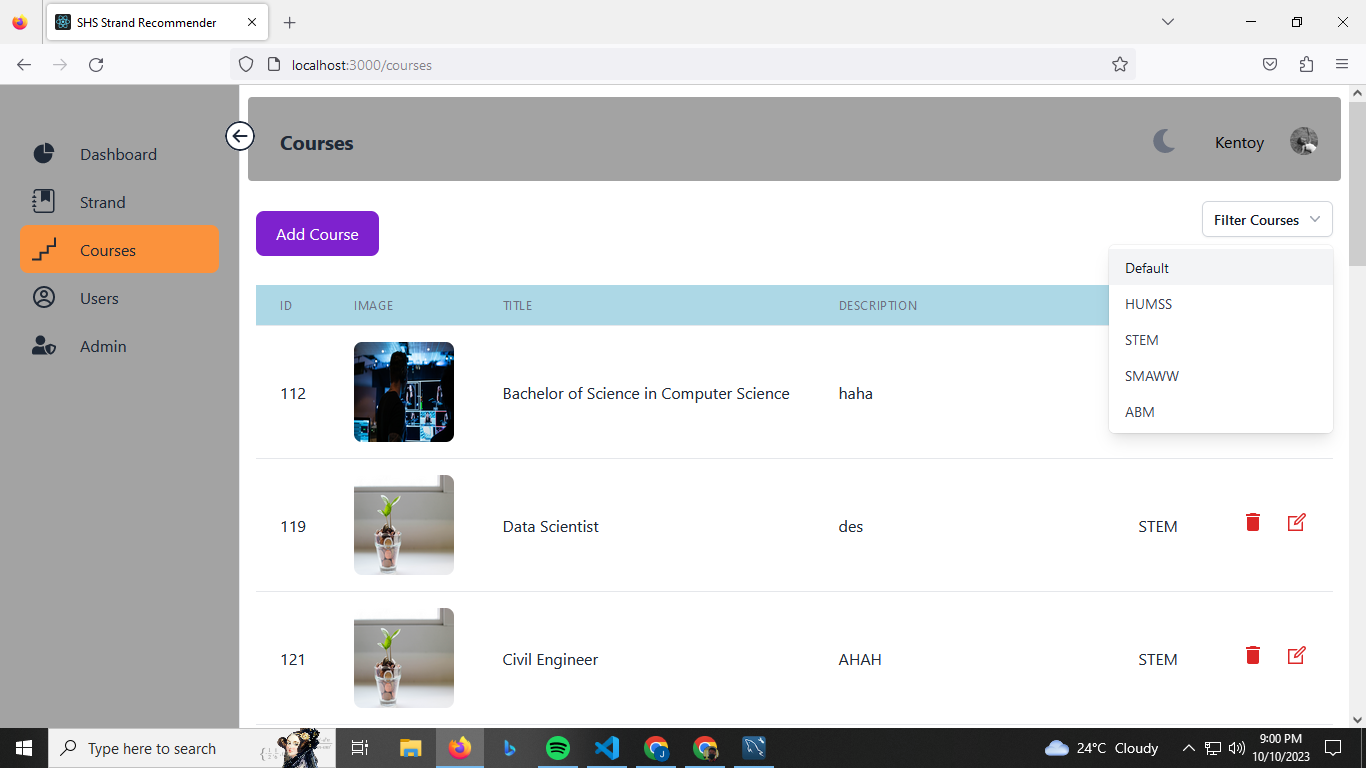 SHS Strand Recommender
localhost:3000/courses
Dashboard
Strand
Courses
Users
Admin
Courses
Kentoy
Add Course
Filter Courses
Default
HUMSS
STEM
SMAWW
ABM
ID IMAGE TITLE DESCRIPTION
112 Bachelor of Science in Computer Science haha
119 Data Scientist des STEM
121 Civil Engineer AHAH STEM
Type here to search
24°C Cloudy
9:00 PM
10/10/2023